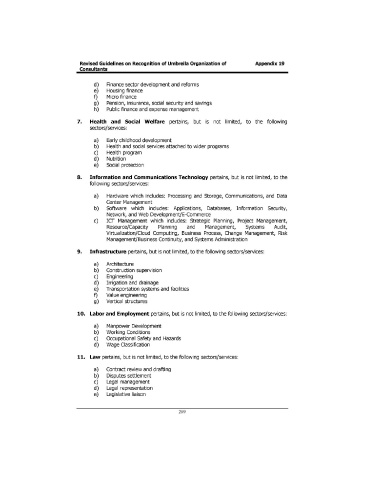 Revised Guidelines on Recognition of Umbrella Organization of Appendix 19
Consultants
d) Finance sector development and reforms
e) Housing finance
f) Micro finance
g) Pension, insurance, social security and savings
h) Public finance and expense management
7. Health and Social Welfare pertains, but is not limited, to the following
sectors/services:
a) Early childhood development
b) Health and social services attached to wider programs
c) Health program
d) Nutrition
e) Social protection
8. Information and Communications Technology pertains, but is not limited, to the
following sectors/services:
a) Hardware which includes: Processing and Storage, Communications, and Data
Center Management
b) Software which includes: Applications, Databases, Information Security,
Network, and Web Development/E-Commerce
c) ICT Management which includes: Strategic Planning, Project Management,
Resource/Capacity Planning and Management, Systems Audit,
Virtualization/Cloud Computing, Business Process, Change Management, Risk
Management/Business Continuity, and Systems Administration
9. Infrastructure pertains, but is not limited, to the following sectors/services:
a) Architecture
b) Construction supervision
c) Engineering
d) Irrigation and drainage
e) Transportation systems and facilities
f) Value engineering
g) Vertical structures
10. Labor and Employment pertains, but is not limited, to the following sectors/services:
a) Manpower Development
b) Working Conditions
c) Occupational Safety and Hazards
d) Wage Classification
11. Law pertains, but is not limited, to the following sectors/services:
a) Contract review and drafting
b) Disputes settlement
c) Legal management
d) Legal representation
e) Legislative liaison